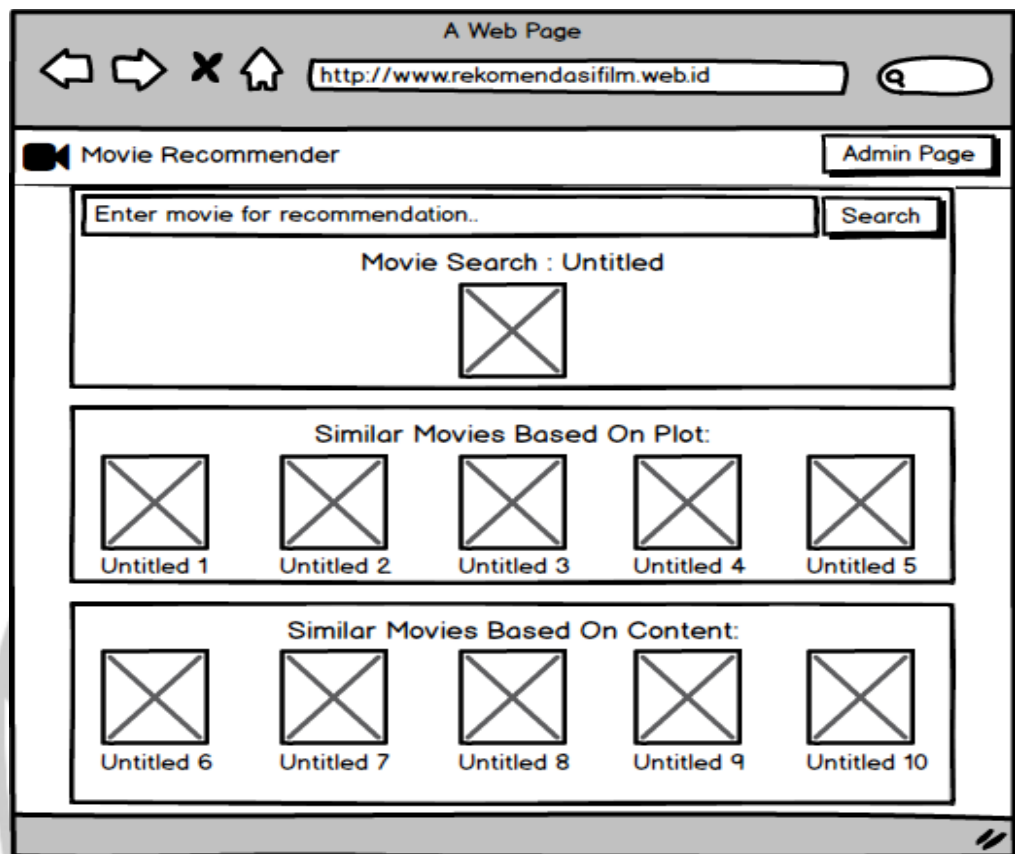 A Web Page
http://www.rekomendasifilm.web.id
Movie Recommender
Admin Page
Enter movie for recommendation..
Search
Movie Search : Untitled
Similar Movies Based On Plot:
Untitled 1 Untitled 2 Untitled 3 Untitled 4 Untitled 5
Similar Movies Based On Content:
Untitled 6 Untitled 7 Untitled 8 Untitled 9 Untitled 10